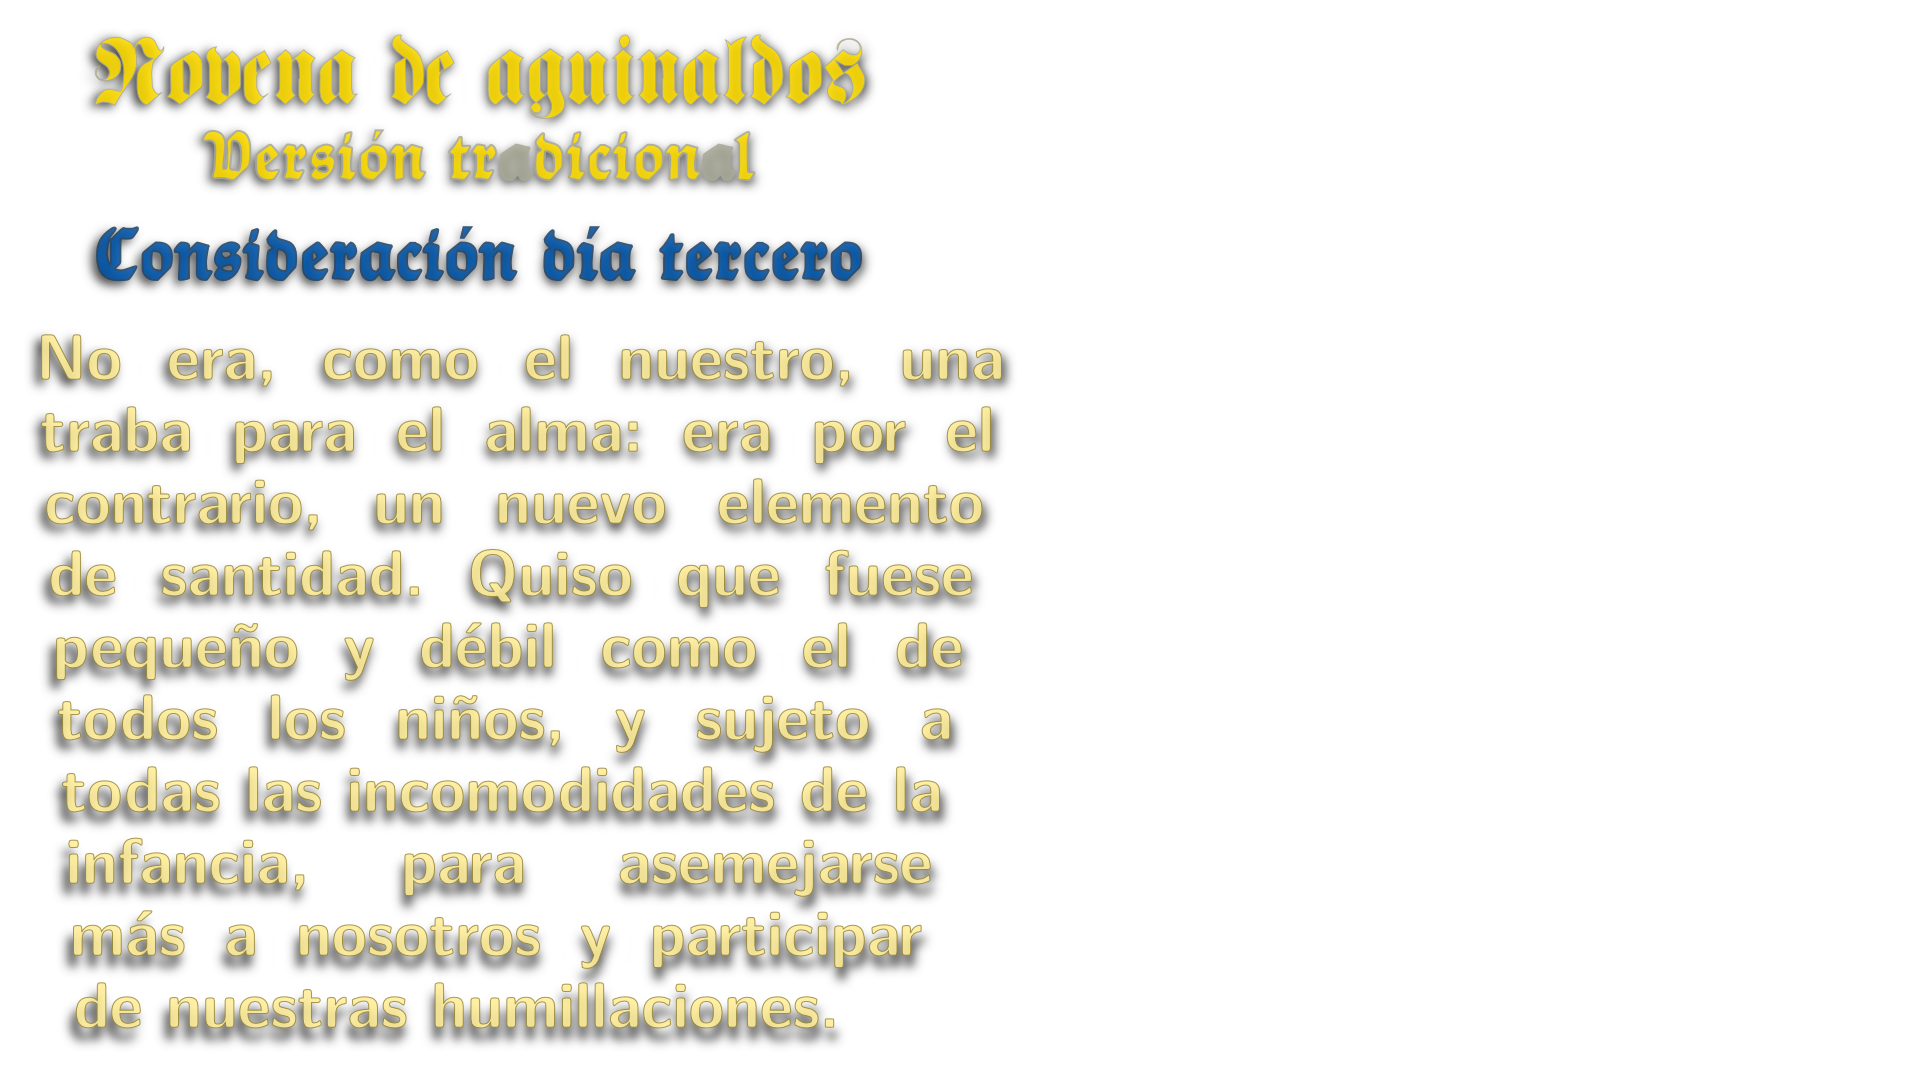 Novena de aguinaldos
Versión tradicional
Consideración día tercero
No era, como el nuestro, una
traba para el alma: era por el
contrario, un nuevo elemento
de santidad. Quiso que fuese
pequeño y débil como el de
todos los niños, y sujeto a
todas las incomodidades de la
infancia, para asemejarse
más a nosotros y participar
de nuestras humillaciones.